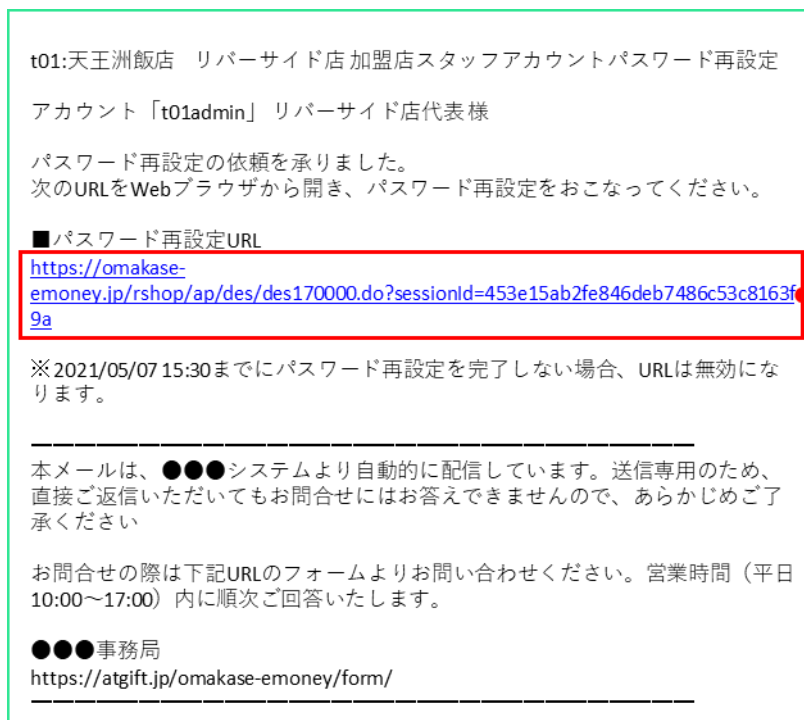 t01:天王洲飯店　リバーサイド店 加盟店スタッフアカウントパスワード再設定
アカウント「t01admin」 リバーサイド店代表 様
パスワード再設定の依頼を承りました。
次のURLをWebブラウザから開き、パスワード再設定をおこなってください。
■パスワード再設定URL
https://omakase-
emoney.jp/rshop/ap/des/des170000.do?sessionId=453e15ab2fe846deb7486c53c8163f
9a
※2021/05/07 15:30までにパスワード再設定を完了しない場合、URLは無効にな
ります。
本メールは、●●●システムより自動的に配信しています。送信専用のため、
直接ご返信いただいてもお問合せにはお答えできませんので、あらかじめご了
承ください
お問合せの際は下記URLのフォームよりお問い合わせください。営業時間（平日
10:00～17:00）内に順次ご回答いたします。
●●●事務局
https://atgift.jp/omakase-emoney/form/